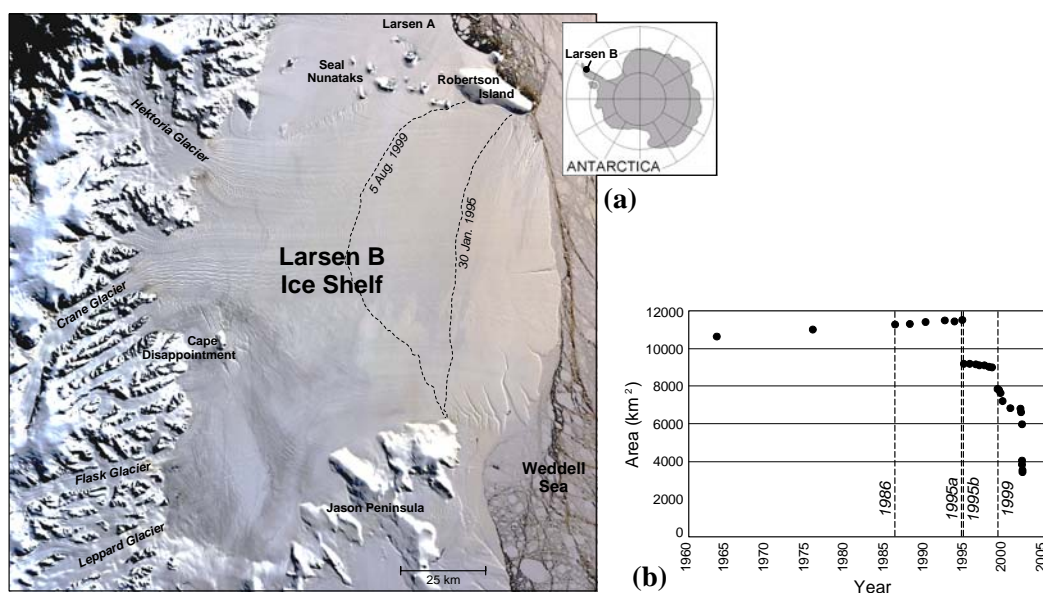 Larsen A
Seal
Nunataks
Robertson
Island
Hektoria Glacier
5 Aug. 1999
30 Jan. 1995
Larsen B
Ice Shelf
Crane Glacier
Cape
Disappointment
Flask Glacier
Leppard Glacier
Jason Peninsula
Weddell
Sea
25 km
Larsen B
ANTARCTICA
(a)
12000
10000
8000
6000
4000
2000
0
Area (km²)
1986
1995a
1995b
1999
1960
1965
1970
1975
1980
1985
1990
1995
2000
2005
Year
(b)